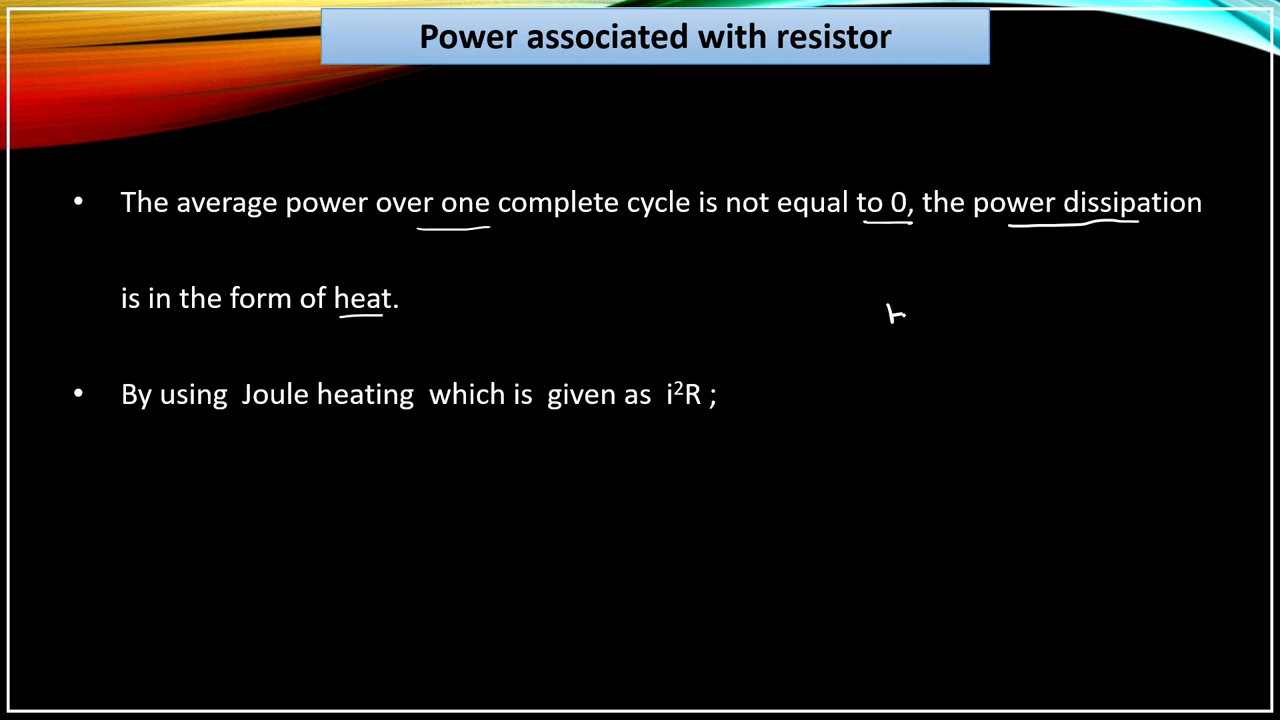 Power associated with resistor
• The average power over one complete cycle is not equal to 0, the power dissipation
is in the form of heat.
• By using Joule heating which is given as i²R ;